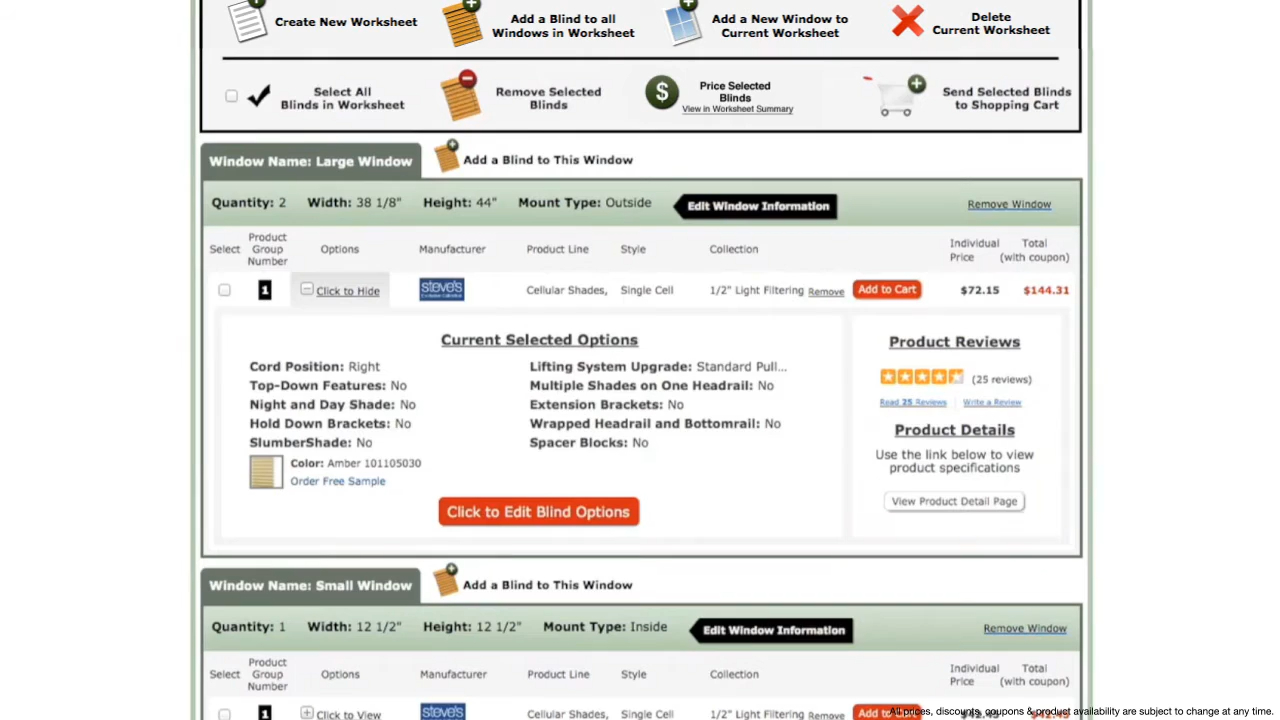 Create New Worksheet
Add a Blind to all
Windows in Worksheet
Add a New Window to
Current Worksheet
Delete
Current Worksheet
Select All
Blinds in Worksheet
Remove Selected
Blinds
$
Price Selected
Blinds
View in Worksheet Summary
Send Selected Blinds
to Shopping Cart
Window Name: Large Window
Add a Blind to This Window
Quantity: 2 Width: 38 1/8" Height: 44" Mount Type: Outside
Edit Window Information
Remove Window
Select
Product
Group
Number
Options
Manufacturer
Product Line
Style
Collection
Individual
Price
Total
(with coupon)
1
Click to Hide
steve's
Cellular Shades,
Single Cell
1/2" Light Filtering
Remove
Add to Cart
$72.15
$144.31
Current Selected Options
Cord Position: Right
Top-Down Features: No
Night and Day Shade: No
Hold Down Brackets: No
SlumberShade: No
Color: Amber 101105030
Order Free Sample
Lifting System Upgrade: Standard Pull...
Multiple Shades on One Headrail: No
Extension Brackets: No
Wrapped Headrail and Bottomrail: No
Spacer Blocks: No
Click to Edit Blind Options
Product Reviews
(25 reviews)
Read 25 Reviews
Write a Review
Product Details
Use the link below to view
product specifications
View Product Detail Page
Window Name: Small Window
Add a Blind to This Window
Quantity: 1 Width: 12 1/2" Height: 12 1/2" Mount Type: Inside
Edit Window Information
Remove Window
Select
Product
Group
Number
Options
Manufacturer
Product Line
Style
Collection
Individual
Price
Total
(with coupon)
1
Click to View
steve's
Cellular Shades,
Single Cell
1/2" Light Filtering
Remove
Add to Cart
All prices, discounts, coupons & product availability are subject to change at any time.